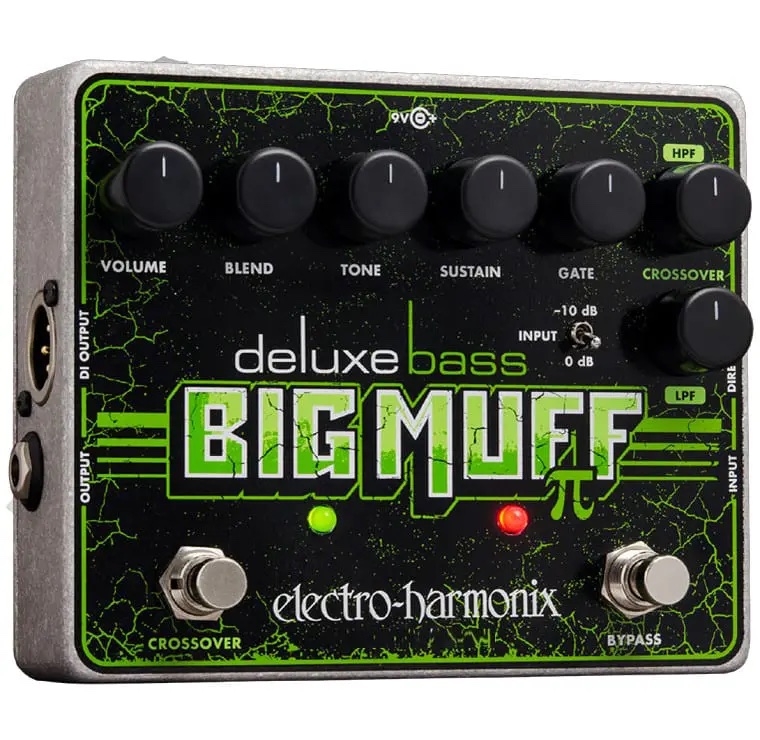 9V +
HPF
VOLUME
BLEND
TONE
SUSTAIN
GATE
CROSSOVER
-10 dB
INPUT
0 dB
DI OUTPUT
deluxe bass
DIRE
LPF
BIG MUFF
π
OUTPUT
INPUT
electro-harmonix
CROSSOVER
BYPASS